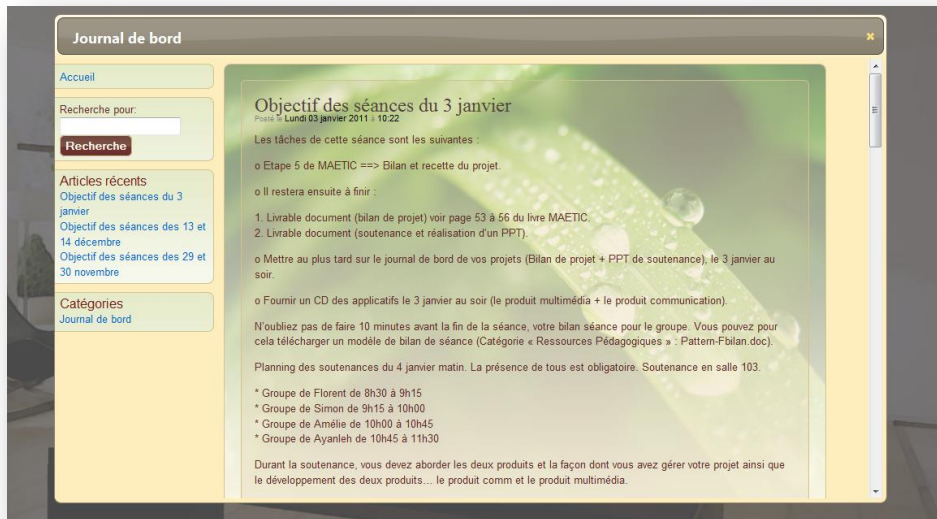 Journal de bord
Accueil
Recherche pour:
Recherche
Articles récents
Objectif des séances du 3
janvier
Objectif des séances des 13 et
14 décembre
Objectif des séances des 29 et
30 novembre
Catégories
Journal de bord
Objectif des séances du 3 janvier
Posté le Lundi 03 janvier 2011 à 10:22
Les tâches de cette séance sont les suivantes :
o Etape 5 de MAETIC ==> Bilan et recette du projet.
o Il restera ensuite à finir :
1. Livrable document (bilan de projet) voir page 53 à 56 du livre MAETIC.
2. Livrable document (soutenance et réalisation d'un PPT).
o Mettre au plus tard sur le journal de bord de vos projets (Bilan de projet + PPT de soutenance), le 3 janvier au
soir.
o Fournir un CD des applicatifs le 3 janvier au soir (le produit multimédia + le produit communication).
N'oubliez pas de faire 10 minutes avant la fin de la séance, votre bilan séance pour le groupe. Vous pouvez pour
cela télécharger un modèle de bilan de séance (Catégorie « Ressources Pédagogiques » : Pattern-Fbilan.doc).
Planning des soutenances du 4 janvier matin. La présence de tous est obligatoire. Soutenance en salle 103.
* Groupe de Florent de 8h30 à 9h15
* Groupe de Simon de 9h15 à 10h00
* Groupe de Amélie de 10h00 à 10h45
* Groupe de Ayanleh de 10h45 à 11h30
Durant la soutenance, vous devez aborder les deux produits et la façon dont vous avez gérer votre projet ainsi que
le développement des deux produits... le produit comm et le produit multimédia.